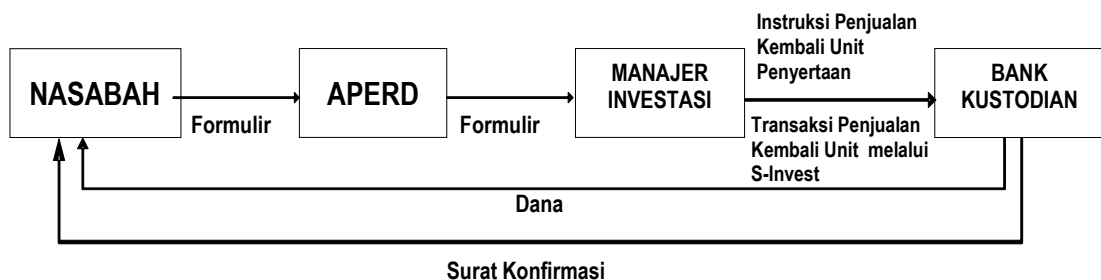 Instruksi Penjualan
Kembali Unit
Penyertaan
NASABAH
APERD
MANAJER
INVESTASI
BANK
KUSTODIAN
Formulir
Formulir
Transaksi Penjualan
Kembali Unit melalui
S-Invest
Dana
Surat Konfirmasi